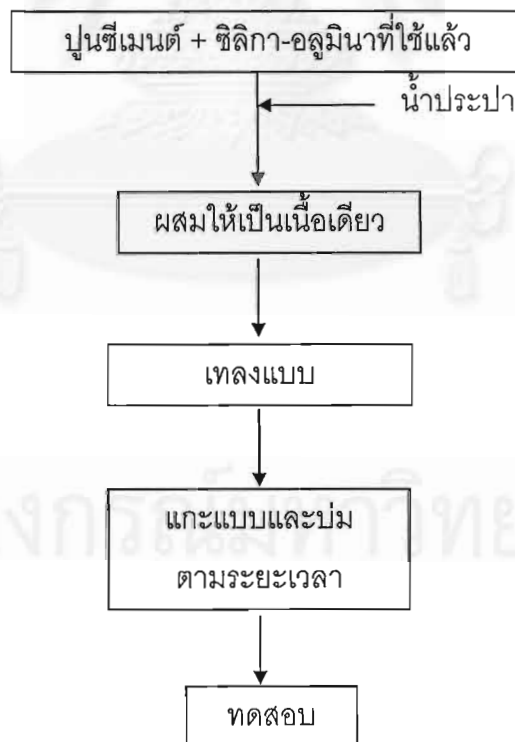 ปูนซีเมนต์ + ซิลิกา-อลูมินาที่ใช้แล้ว
น้ำประปา
ผสมให้เป็นเนื้อเดียว
เทลงแบบ
แกะแบบและบ่ม
ตามระยะเวลา
ทดสอบ